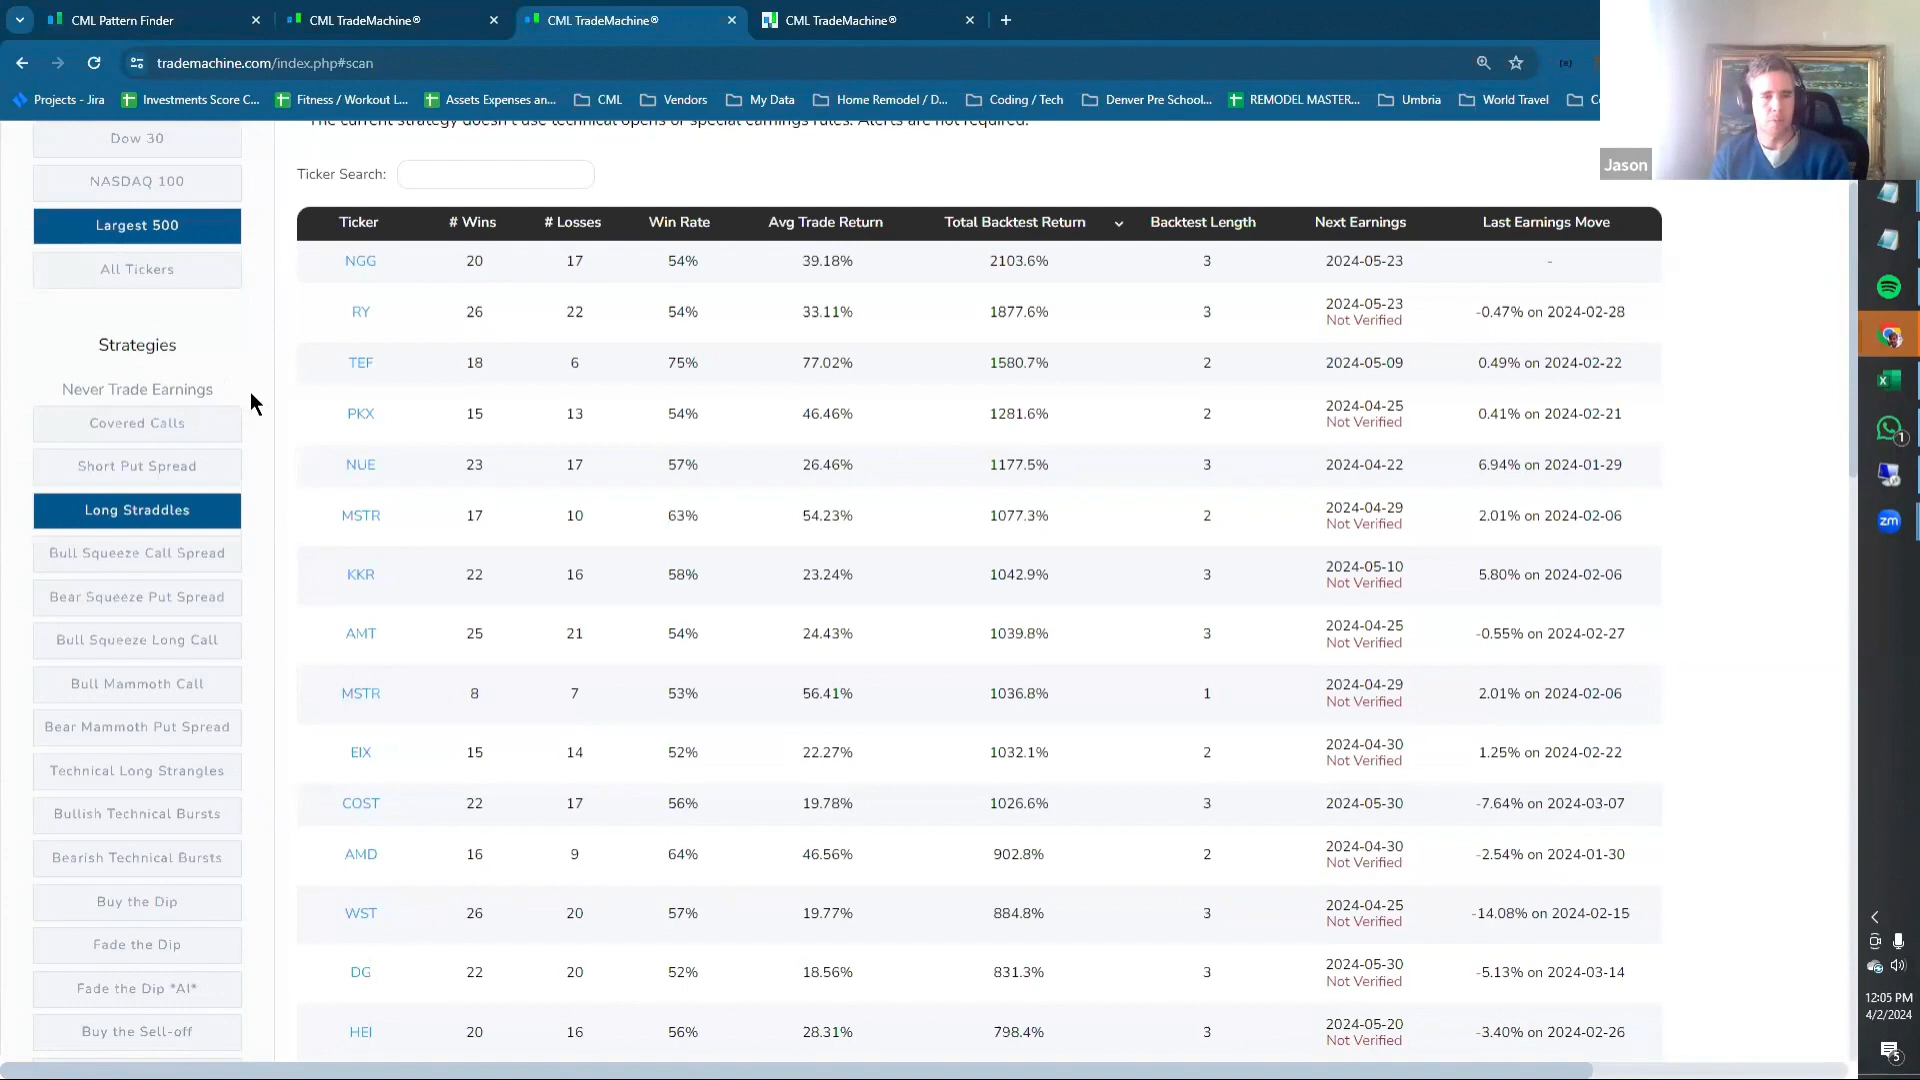 CML Pattern Finder
CML TradeMachine®
CML TradeMachine®
CML TradeMachine®
trademachine.com/index.php#scan
Projects - Jira
Investments Score C...
Fitness / Workout L...
Assets Expenses an...
CML
Vendors
My Data
Home Remodel / D...
Coding / Tech
Denver Pre School...
REMODEL MASTER...
Umbria
World Travel
Jason
The current strategy doesn't use technical opens or special earnings rules. Alerts are not required.
Dow 30
NASDAQ 100
Largest 500
All Tickers
Strategies
Never Trade Earnings
Covered Calls
Short Put Spread
Long Straddles
Bull Squeeze Call Spread
Bear Squeeze Put Spread
Bull Squeeze Long Call
Bull Mammoth Call
Bear Mammoth Put Spread
Technical Long Strangles
Bullish Technical Bursts
Bearish Technical Bursts
Buy the Dip
Fade the Dip
Fade the Dip *AI*
Buy the Sell-off
Ticker Search:
Ticker # Wins # Losses Win Rate Avg Trade Return Total Backtest Return Backtest Length Next Earnings Last Earnings Move
NGG 20 17 54% 39.18% 2103.6% 3 2024-05-23 -
RY 26 22 54% 33.11% 1877.6% 3 2024-05-23 Not Verified -0.47% on 2024-02-28
TEF 18 6 75% 77.02% 1580.7% 2 2024-05-09 0.49% on 2024-02-22
PKX 15 13 54% 46.46% 1281.6% 2 2024-04-25 Not Verified 0.41% on 2024-02-21
NUE 23 17 57% 26.46% 1177.5% 3 2024-04-22 6.94% on 2024-01-29
MSTR 17 10 63% 54.23% 1077.3% 2 2024-04-29 Not Verified 2.01% on 2024-02-06
KKR 22 16 58% 23.24% 1042.9% 3 2024-05-10 Not Verified 5.80% on 2024-02-06
AMT 25 21 54% 24.43% 1039.8% 3 2024-04-25 Not Verified -0.55% on 2024-02-27
MSTR 8 7 53% 56.41% 1036.8% 1 2024-04-29 Not Verified 2.01% on 2024-02-06
EIX 15 14 52% 22.27% 1032.1% 2 2024-04-30 Not Verified 1.25% on 2024-02-22
COST 22 17 56% 19.78% 1026.6% 3 2024-05-30 -7.64% on 2024-03-07
AMD 16 9 64% 46.56% 902.8% 2 2024-04-30 Not Verified -2.54% on 2024-01-30
WST 26 20 57% 19.77% 884.8% 3 2024-04-25 Not Verified -14.08% on 2024-02-15
DG 22 20 52% 18.56% 831.3% 3 2024-05-30 Not Verified -5.13% on 2024-03-14
HEI 20 16 56% 28.31% 798.4% 3 2024-05-20 Not Verified -3.40% on 2024-02-26
zm
1
12:05 PM
4/2/2024
5